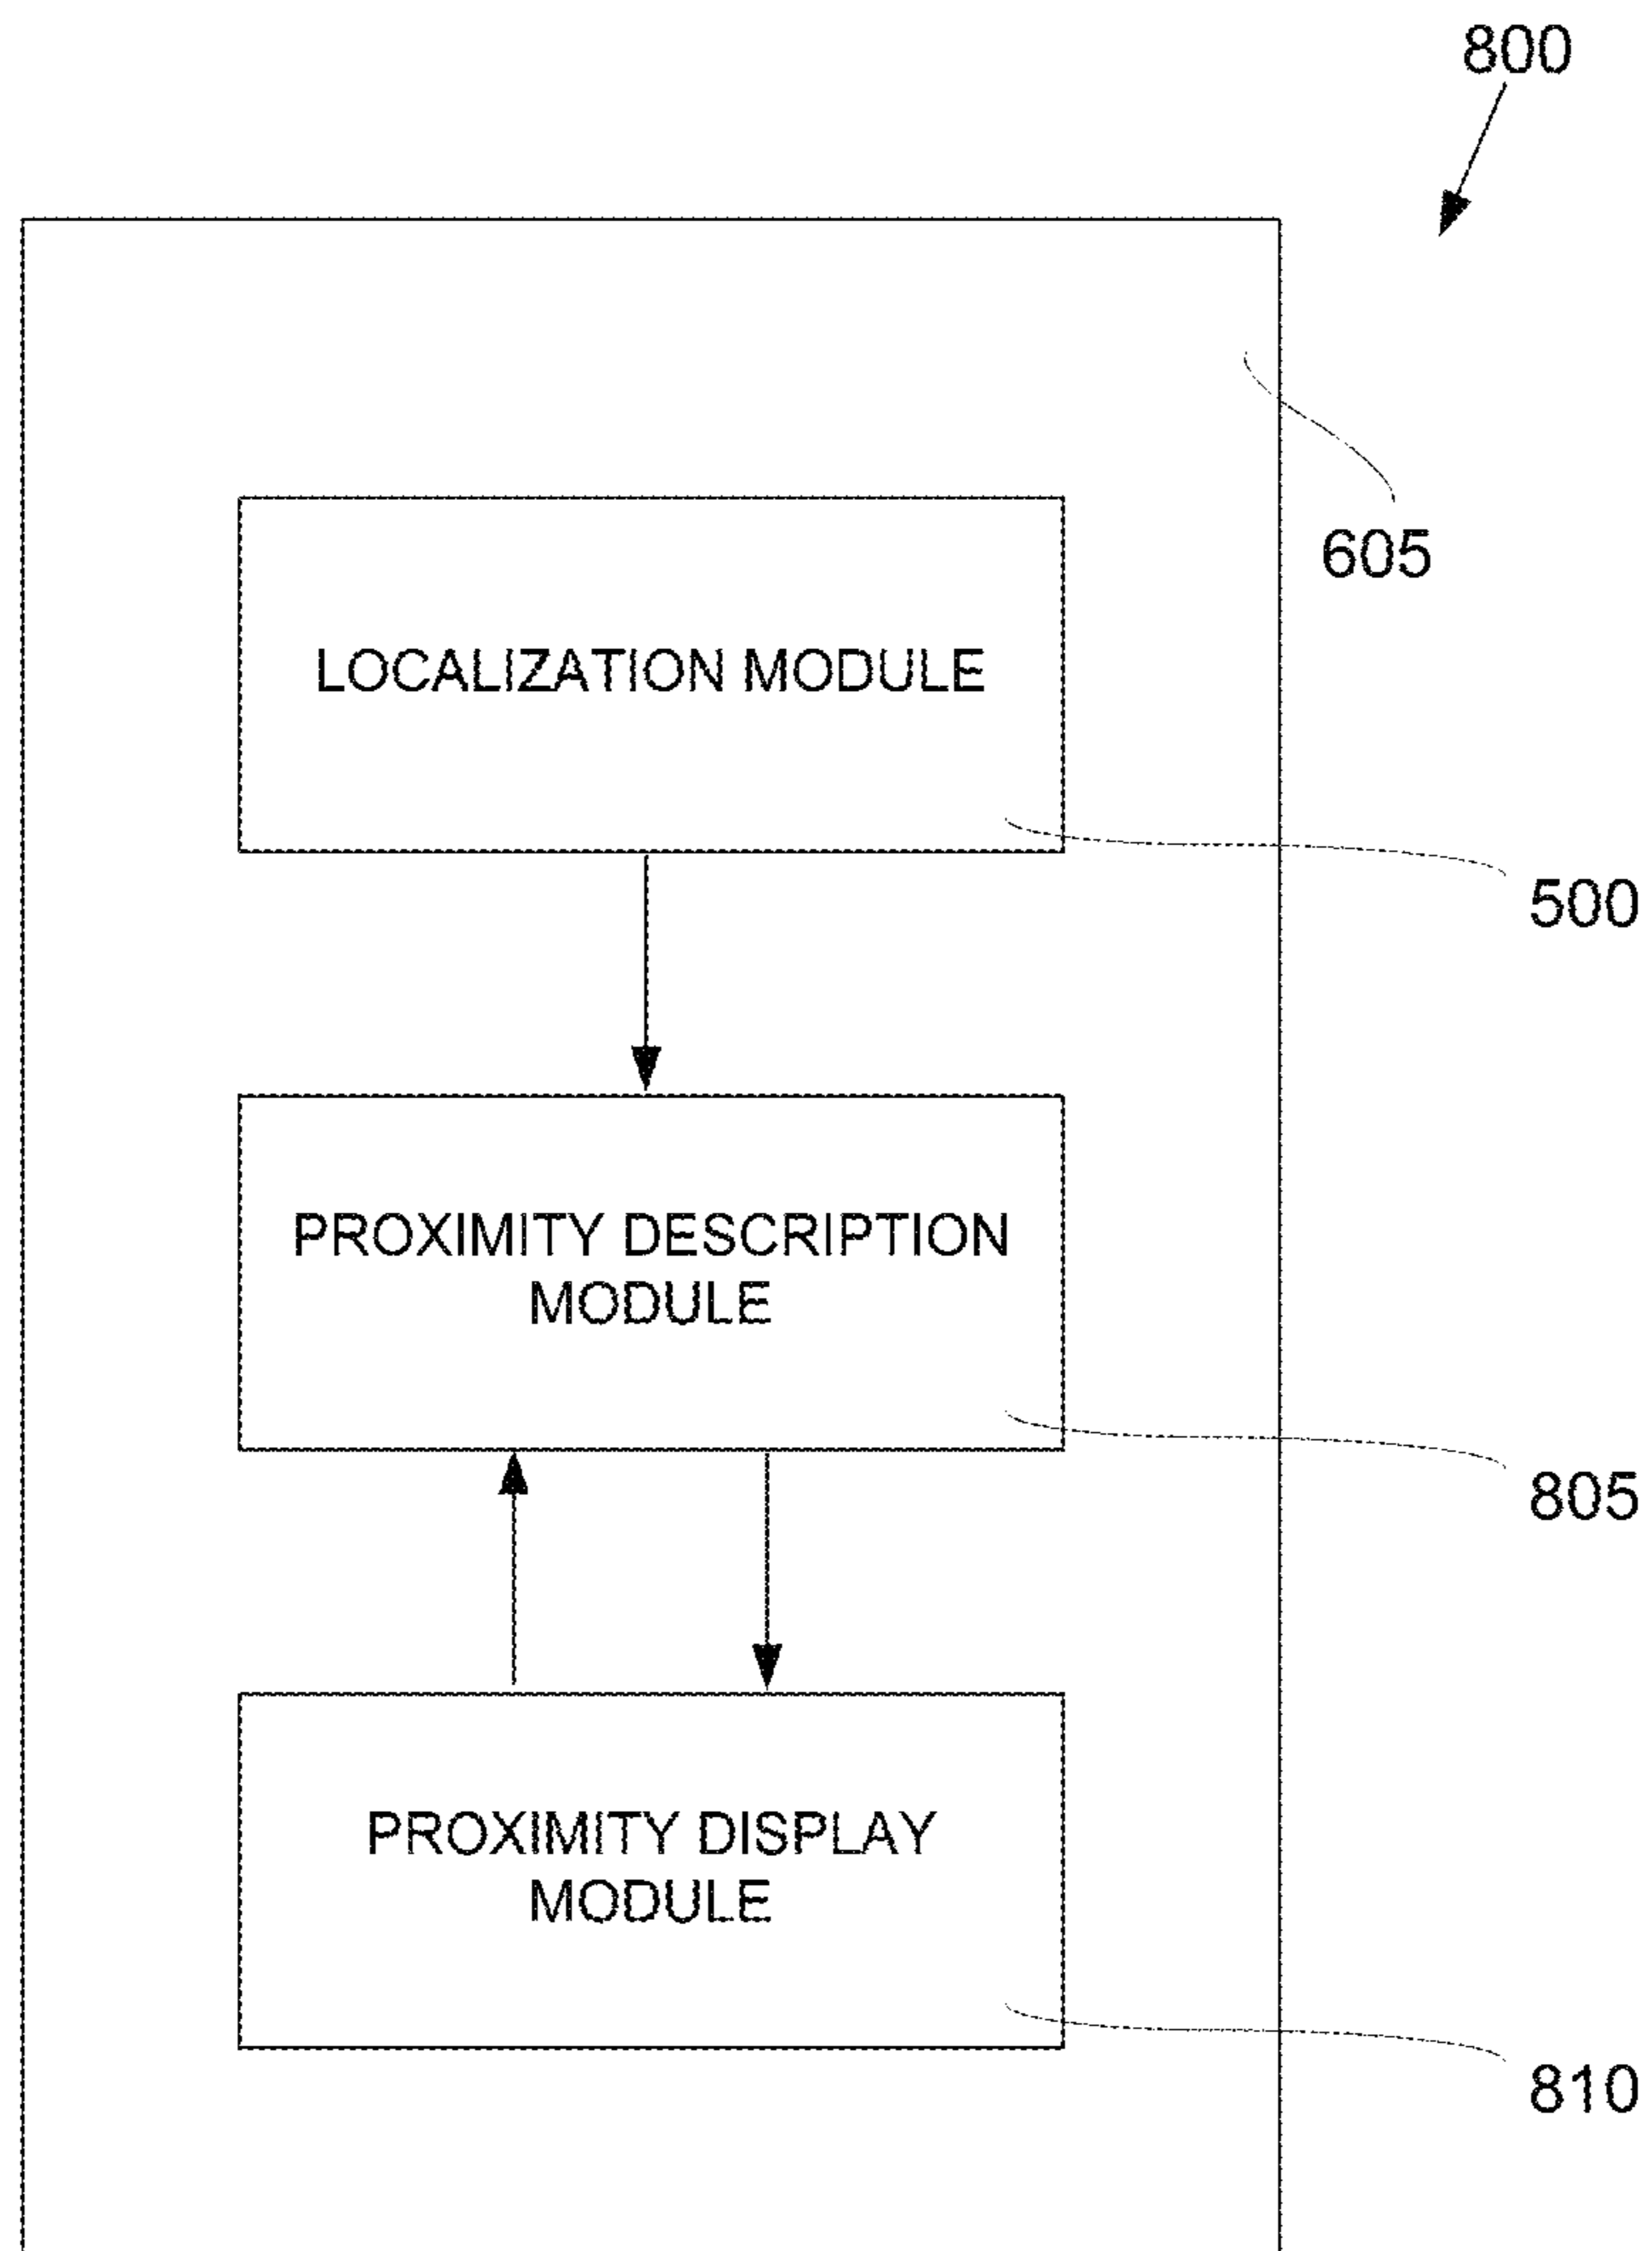 800
605
LOCALIZATION MODULE
500
PROXIMITY DESCRIPTION
MODULE
805
PROXIMITY DISPLAY
MODULE
810